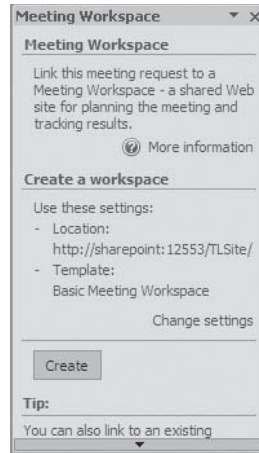 Meeting Workspace
Meeting Workspace
Link this meeting request to a
Meeting Workspace - a shared Web
site for planning the meeting and
tracking results.
More information
Create a workspace
Use these settings:
- Location:
http://sharepoint:12553/TLSite/
- Template:
Basic Meeting Workspace
Change settings
Create
Tip:
You can also link to an existing